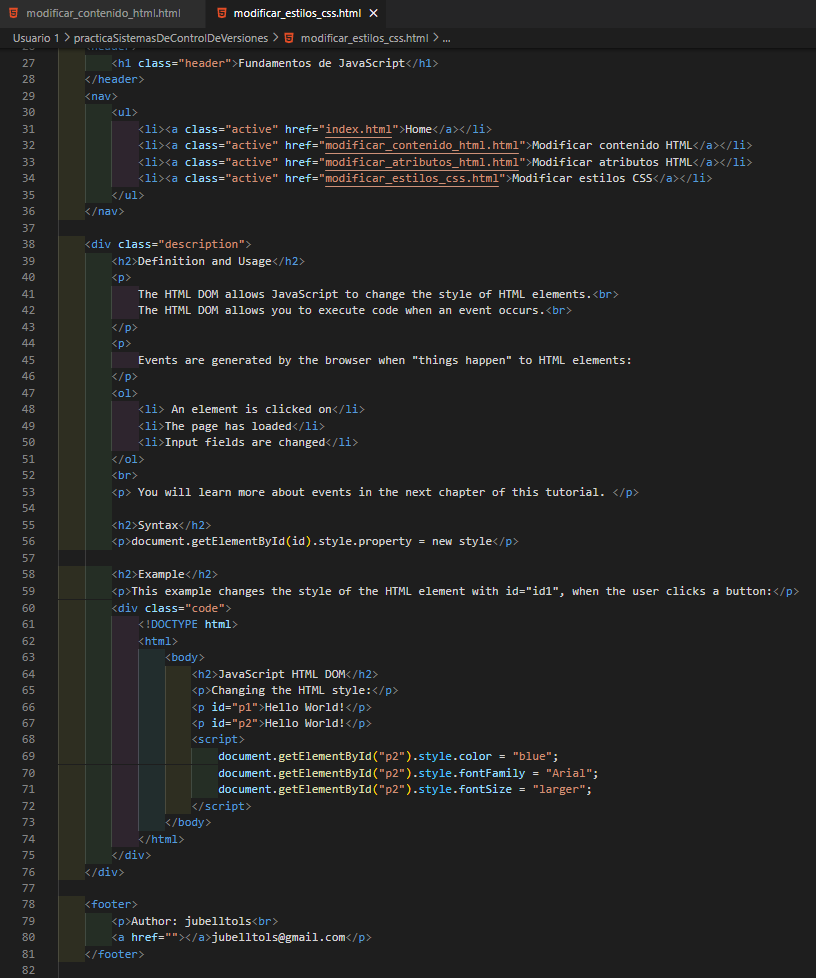 modificar_contenido_html.html
modificar_estilos_css.html
Usuario 1 > practicaSistemasDeControlDeVersiones > modificar_estilos_css.html > ...
26 <header>
27 <h1 class="header">Fundamentos de JavaScript</h1>
28 </header>
29 <nav>
30 <ul>
31 <li><a class="active" href="index.html">Home</a></li>
32 <li><a class="active" href="modificar_contenido_html.html">Modificar contenido HTML</a></li>
33 <li><a class="active" href="modificar_atributos_html.html">Modificar atributos HTML</a></li>
34 <li><a class="active" href="modificar_estilos_css.html">Modificar estilos CSS</a></li>
35 </ul>
36 </nav>
37
38 <div class="description">
39 <h2>Definition and Usage</h2>
40 <p>
41 The HTML DOM allows JavaScript to change the style of HTML elements.<br>
42 The HTML DOM allows you to execute code when an event occurs.<br>
43 </p>
44 <p>
45 Events are generated by the browser when "things happen" to HTML elements:
46 </p>
47 <ol>
48 <li> An element is clicked on</li>
49 <li>The page has loaded</li>
50 <li>Input fields are changed</li>
51 </ol>
52 <br>
53 <p> You will learn more about events in the next chapter of this tutorial. </p>
54
55 <h2>Syntax</h2>
56 <p>document.getElementById(id).style.property = new style</p>
57
58 <h2>Example</h2>
59 <p>This example changes the style of the HTML element with id="id1", when the user clicks a button:</p>
60 <div class="code">
61 <!DOCTYPE html>
62 <html>
63 <body>
64 <h2>JavaScript HTML DOM</h2>
65 <p>Changing the HTML style:</p>
66 <p id="p1">Hello World!</p>
67 <p id="p2">Hello World!</p>
68 <script>
69 document.getElementById("p2").style.color = "blue";
70 document.getElementById("p2").style.fontFamily = "Arial";
71 document.getElementById("p2").style.fontSize = "larger";
72 </script>
73 </body>
74 </html>
75 </div>
76 </div>
77
78 <footer>
79 <p>Author: jubelltols<br>
80 <a href=""></a>jubelltols@gmail.com</p>
81 </footer>
82